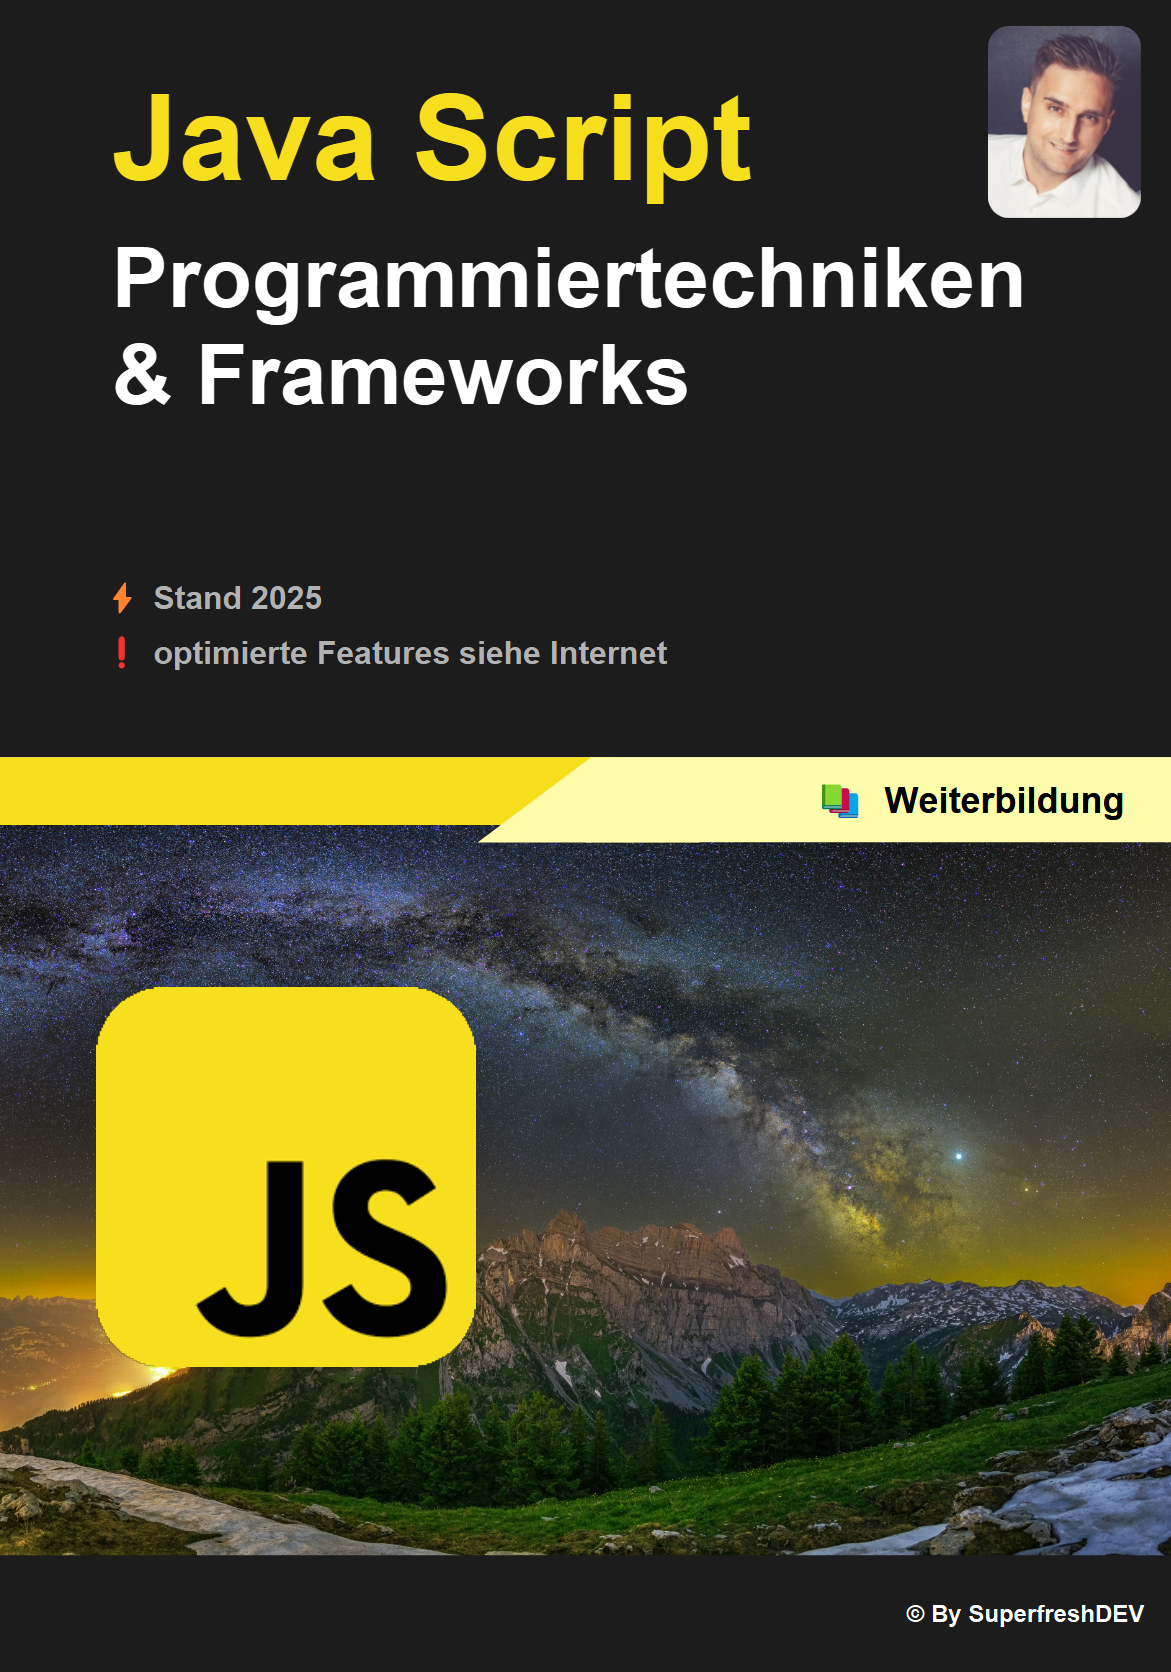 Java Script
Programmiertechniken
& Frameworks
Stand 2025
optimierte Features siehe Internet
Weiterbildung
JS
© By SuperfreshDEV